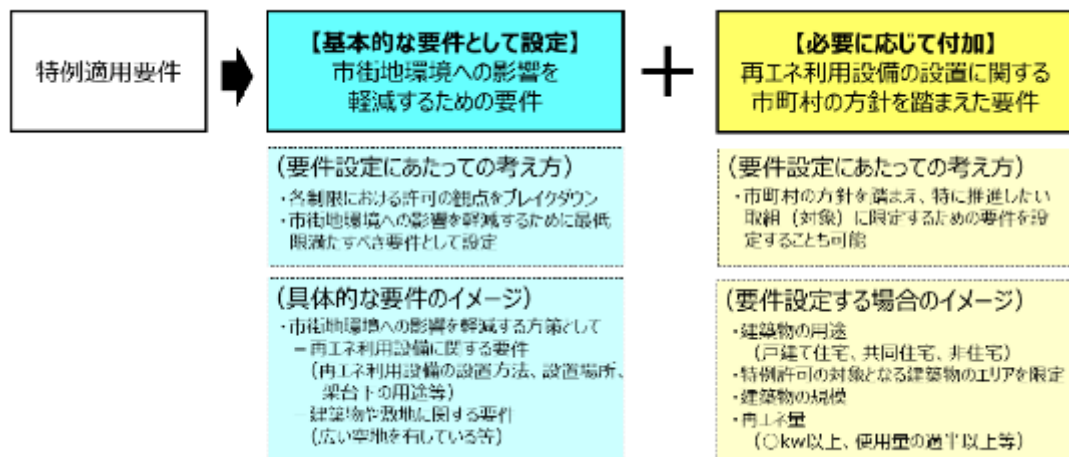 特例適用要件
【基本的な要件として設定】
市街地環境への影響を
軽減するための要件
+
【必要に応じて付加】
再エネ利用設備の設置に関する
市町村の方針を踏まえた要件
（要件設定にあたっての考え方）
・各制限における許可の観点をブレイクダウン
・市街地環境への影響を軽減するために最低
限満たすべき要件として設定
（要件設定にあたっての考え方）
・市町村の方針を踏まえ、特に推進したい
取組（対象）に限定するための要件を設
定することも可能
（具体的な要件のイメージ）
・市街地環境への影響を軽減する方策として
－再エネ利用設備に関する要件
（再エネ利用設備の設置方法、設置場所、
架台下の用途等）
－建築物や敷地に関する要件
（広い空地を有している等）
（要件設定する場合のイメージ）
・建築物の用途
（戸建て住宅、共同住宅、非住宅）
・特例許可の対象となる建築物のエリアを限定
・建築物の規模
・再エネ量
（○kw以上、使用量の過半以上等）